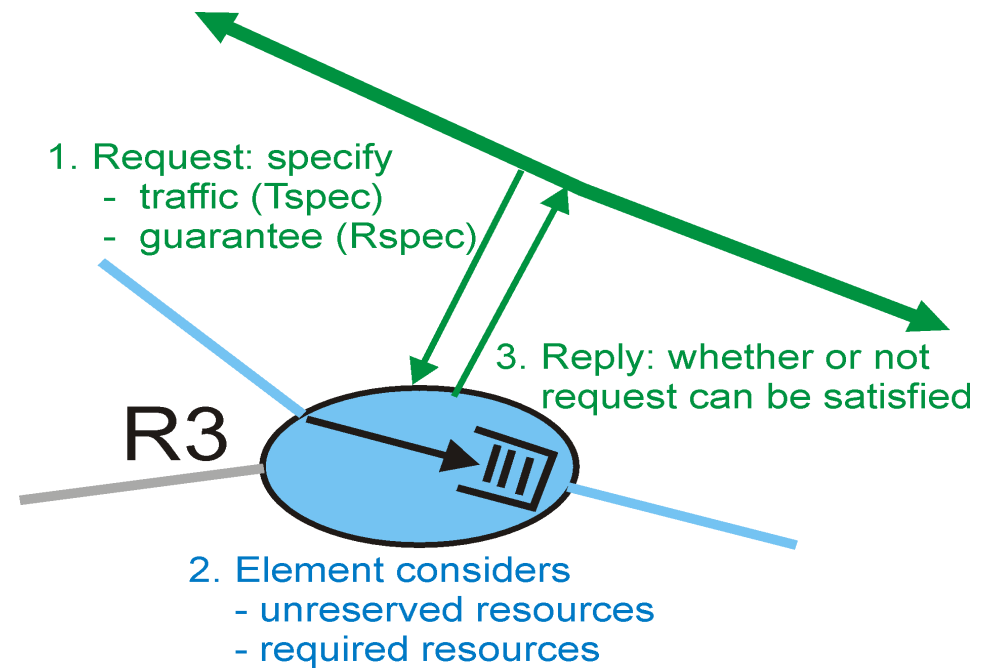 1. Request: specify
- traffic (Tspec)
- guarantee (Rspec)
3. Reply: whether or not
request can be satisfied
R3
2. Element considers
- unreserved resources
- required resources